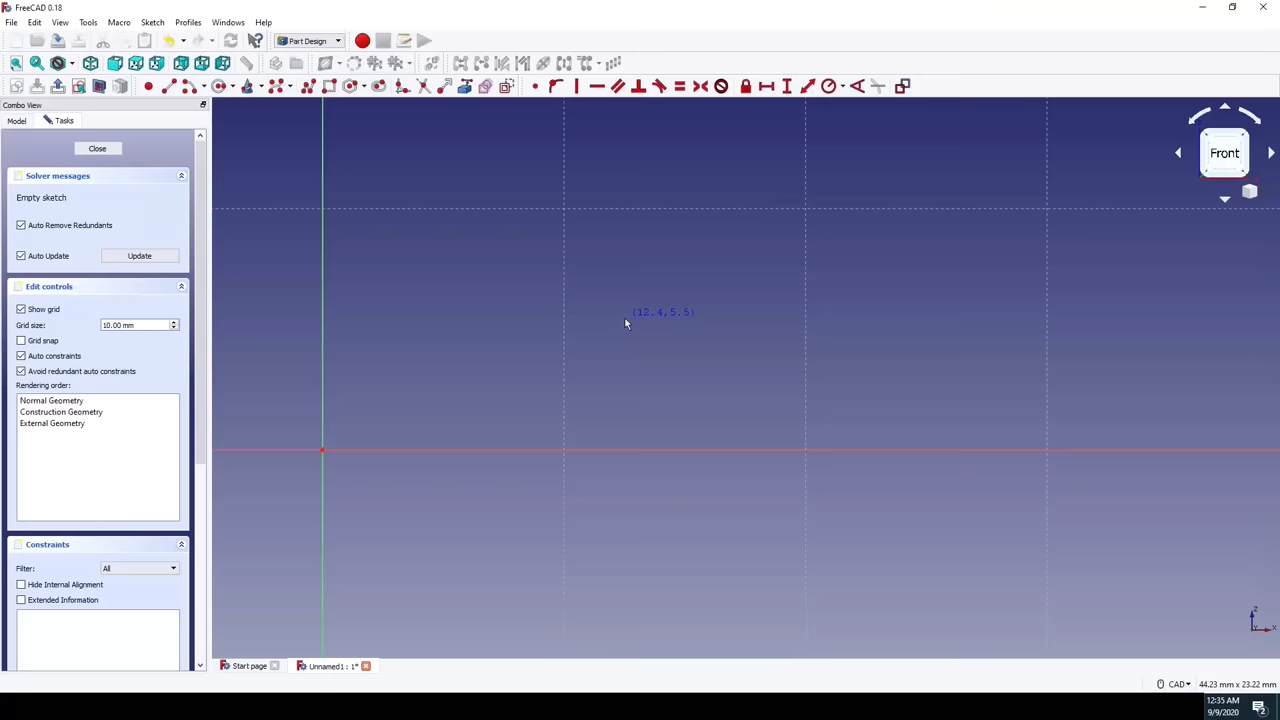 FreeCAD 0.18
File Edit View Tools Macro Sketch Profiles Windows Help
Part Design
Combo View
Model Tasks
Close
Front
Solver messages
Empty sketch
Auto Remove Redundants
Auto Update Update
Edit controls
Show grid
Grid size: 10.00 mm
(12.4,5.5)
Grid snap
Auto constraints
Avoid redundant auto constraints
Rendering order:
Normal Geometry
Construction Geometry
External Geometry
Constraints
Filter: All
Hide Internal Alignment
Extended Information
Z
Y X
Start page Unnamed1 : 1*
CAD 44.23 mm x 23.22 mm
12:35 AM
9/9/2020 2